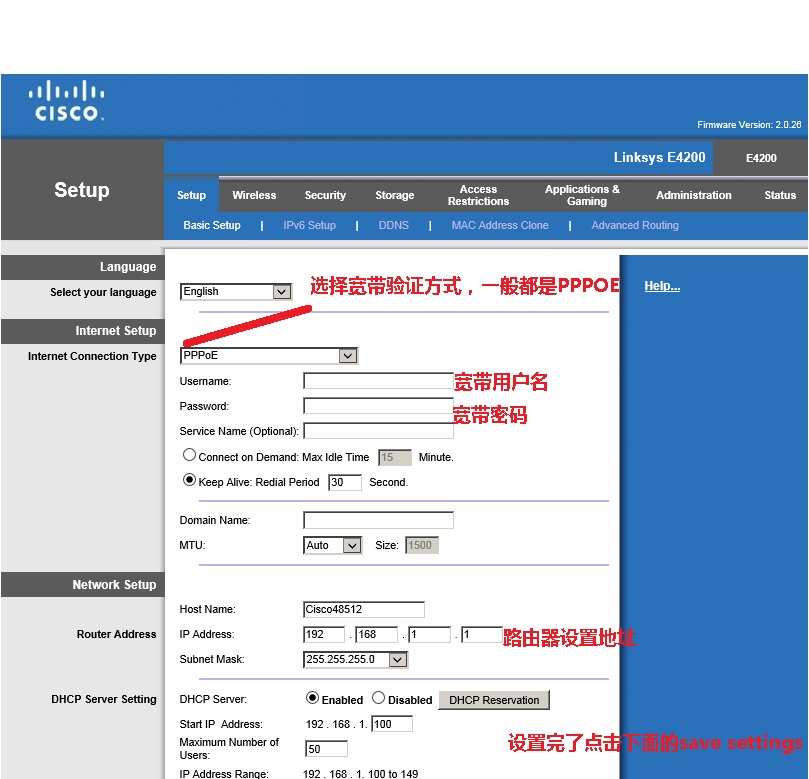 CISCO.
Firmware Version: 2.0.26
Linksys E4200 E4200
Setup
Setup Wireless Security Storage Access Restrictions Applications & Gaming Administration Status
Basic Setup | IPv6 Setup | DDNS | MAC Address Clone | Advanced Routing
Language
Select your language English 选择宽带验证方式，一般都是PPPOE Help...
Internet Setup
Internet Connection Type PPPoE
Username: 宽带用户名
Password: 宽带密码
Service Name (Optional):
Connect on Demand: Max Idle Time 15 Minute.
Keep Alive: Redial Period 30 Second.
Domain Name:
MTU: Auto Size: 1500
Network Setup
Host Name: Cisco48512
Router Address IP Address: 192 . 168 . 1 . 1 路由器设置地址
Subnet Mask: 255.255.255.0
DHCP Server Setting DHCP Server: Enabled Disabled DHCP Reservation
Start IP Address: 192 . 168 . 1. 100
设置完了点击下面的save settings
Maximum Number of
Users: 50
IP Address Range: 192 . 168 . 1. 100 to 149